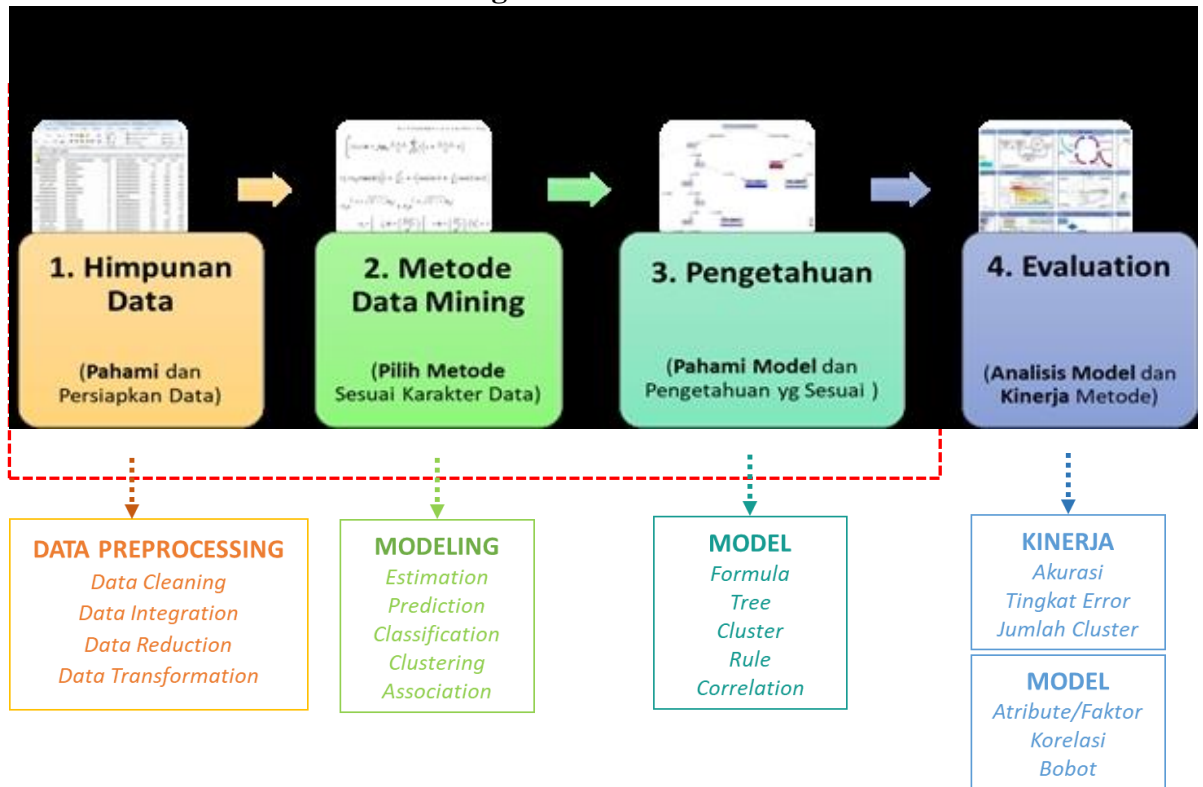 1. Himpunan
Data
(Pahami dan
Persiapkan Data)
2. Metode
Data Mining
(Pilih Metode
Sesuai Karakter Data)
3. Pengetahuan
(Pahami Model dan
Pengetahuan yg Sesuai )
4. Evaluation
(Analisis Model dan
Kinerja Metode)
DATA PREPROCESSING
Data Cleaning
Data Integration
Data Reduction
Data Transformation
MODELING
Estimation
Prediction
Classification
Clustering
Association
MODEL
Formula
Tree
Cluster
Rule
Correlation
KINERJA
Akurasi
Tingkat Error
Jumlah Cluster
MODEL
Atribute/Faktor
Korelasi
Bobot